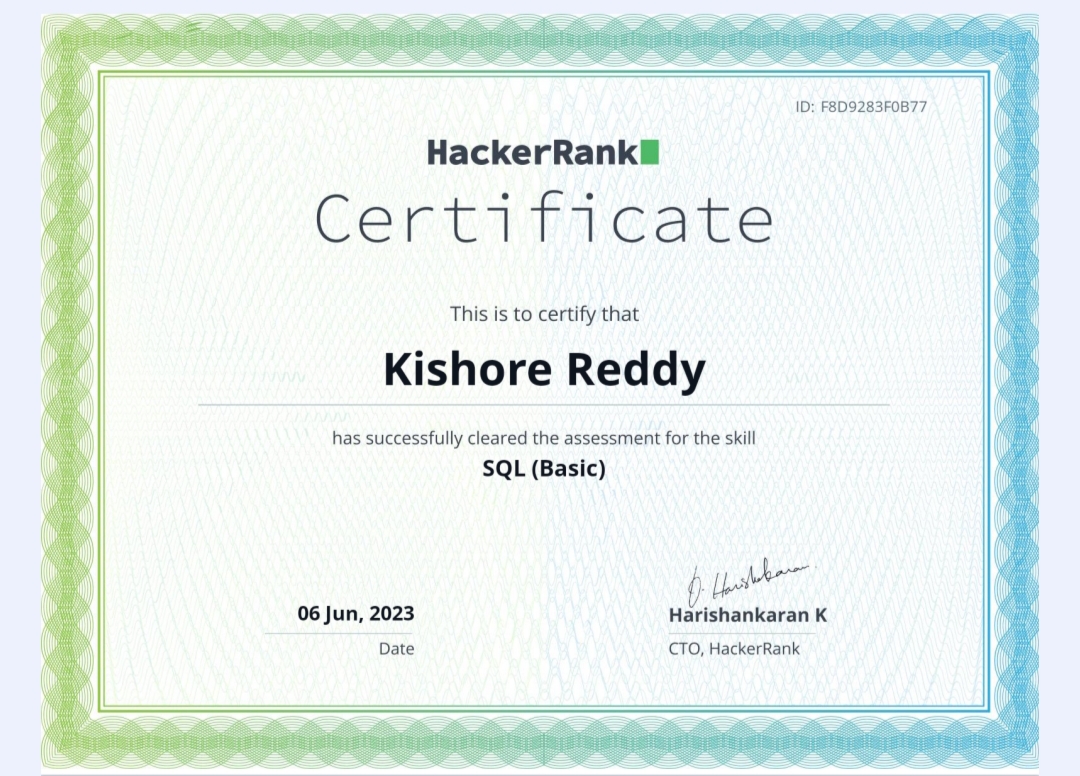 ID: F8D9283F0B77
HackerRank
Certificate
This is to certify that
Kishore Reddy
has successfully cleared the assessment for the skill
SQL (Basic)
06 Jun, 2023
Date
Harishankaran K
CTO, HackerRank